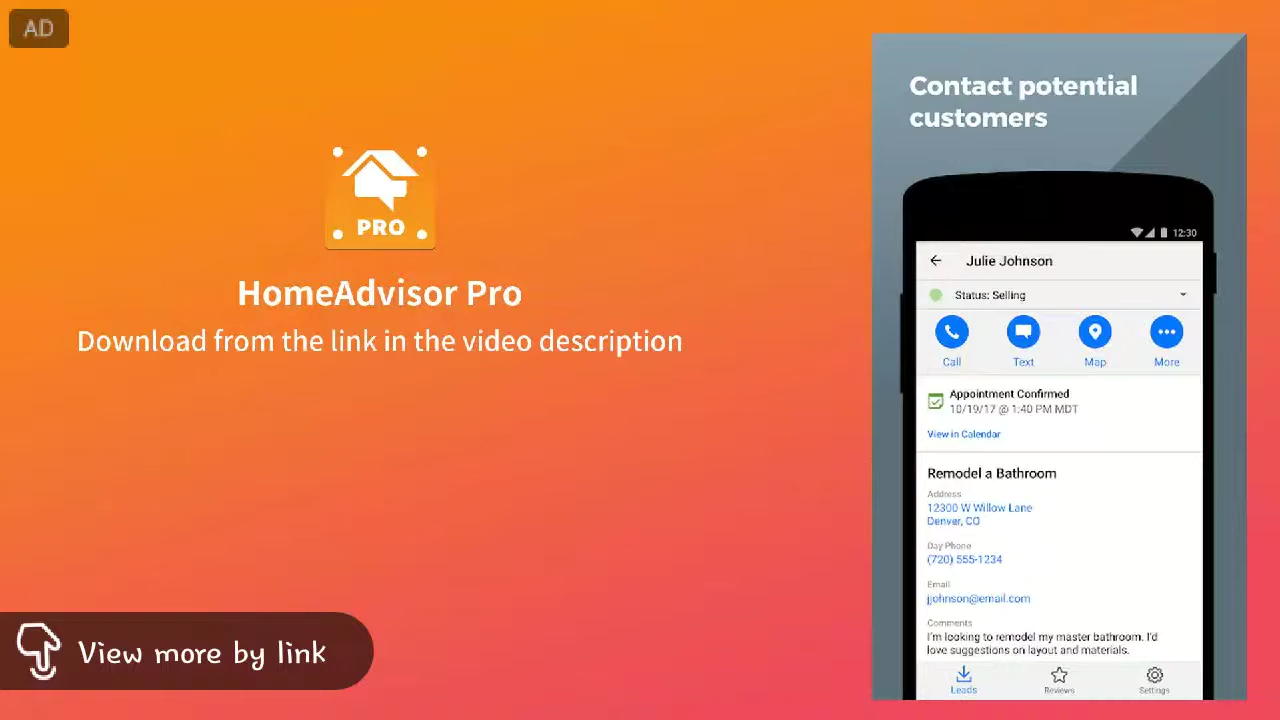 AD
PRO
HomeAdvisor Pro
Download from the link in the video description
View more by link
Contact potential
customers
12:30
Julie Johnson
Status: Selling
Call Text Map More
Appointment Confirmed
10/19/17 @ 1:40 PM MDT
View in Calendar
Remodel a Bathroom
Address
12300 W Willow Lane
Denver, CO
Day Phone
(720) 555-1234
Email
jjohnson@email.com
Comments
I'm looking to remodel my master bathroom. I'd
love suggestions on layout and materials.
Leads Reviews Settings